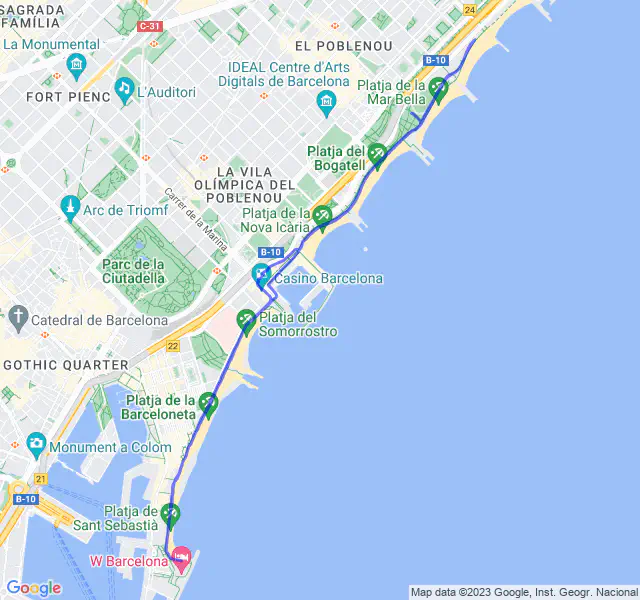 SAGRADA
FAMÍLIA
C-31
24
La Monumental
EL POBLENOU
B-10
IDEAL Centre d'Arts
Digitals de Barcelona
Platja de la
Mar Bella
L'Auditori
FORT PIENC
Platja del
Bogatell
LA VILA
OLÍMPICA DEL
POBLENOU
Carrer de la Marina
Arc de Triomf
Platja de la
Nova Icària
B-10
Parc de la
Ciutadella
Casino Barcelona
Catedral de Barcelona
Platja del
Somorrostro
22
GOTHIC QUARTER
Platja de la
Barceloneta
Monument a Colom
21
B-10
Platja de
Sant Sebastià
W Barcelona
Google
Map data ©2023 Google, Inst. Geogr. Nacional